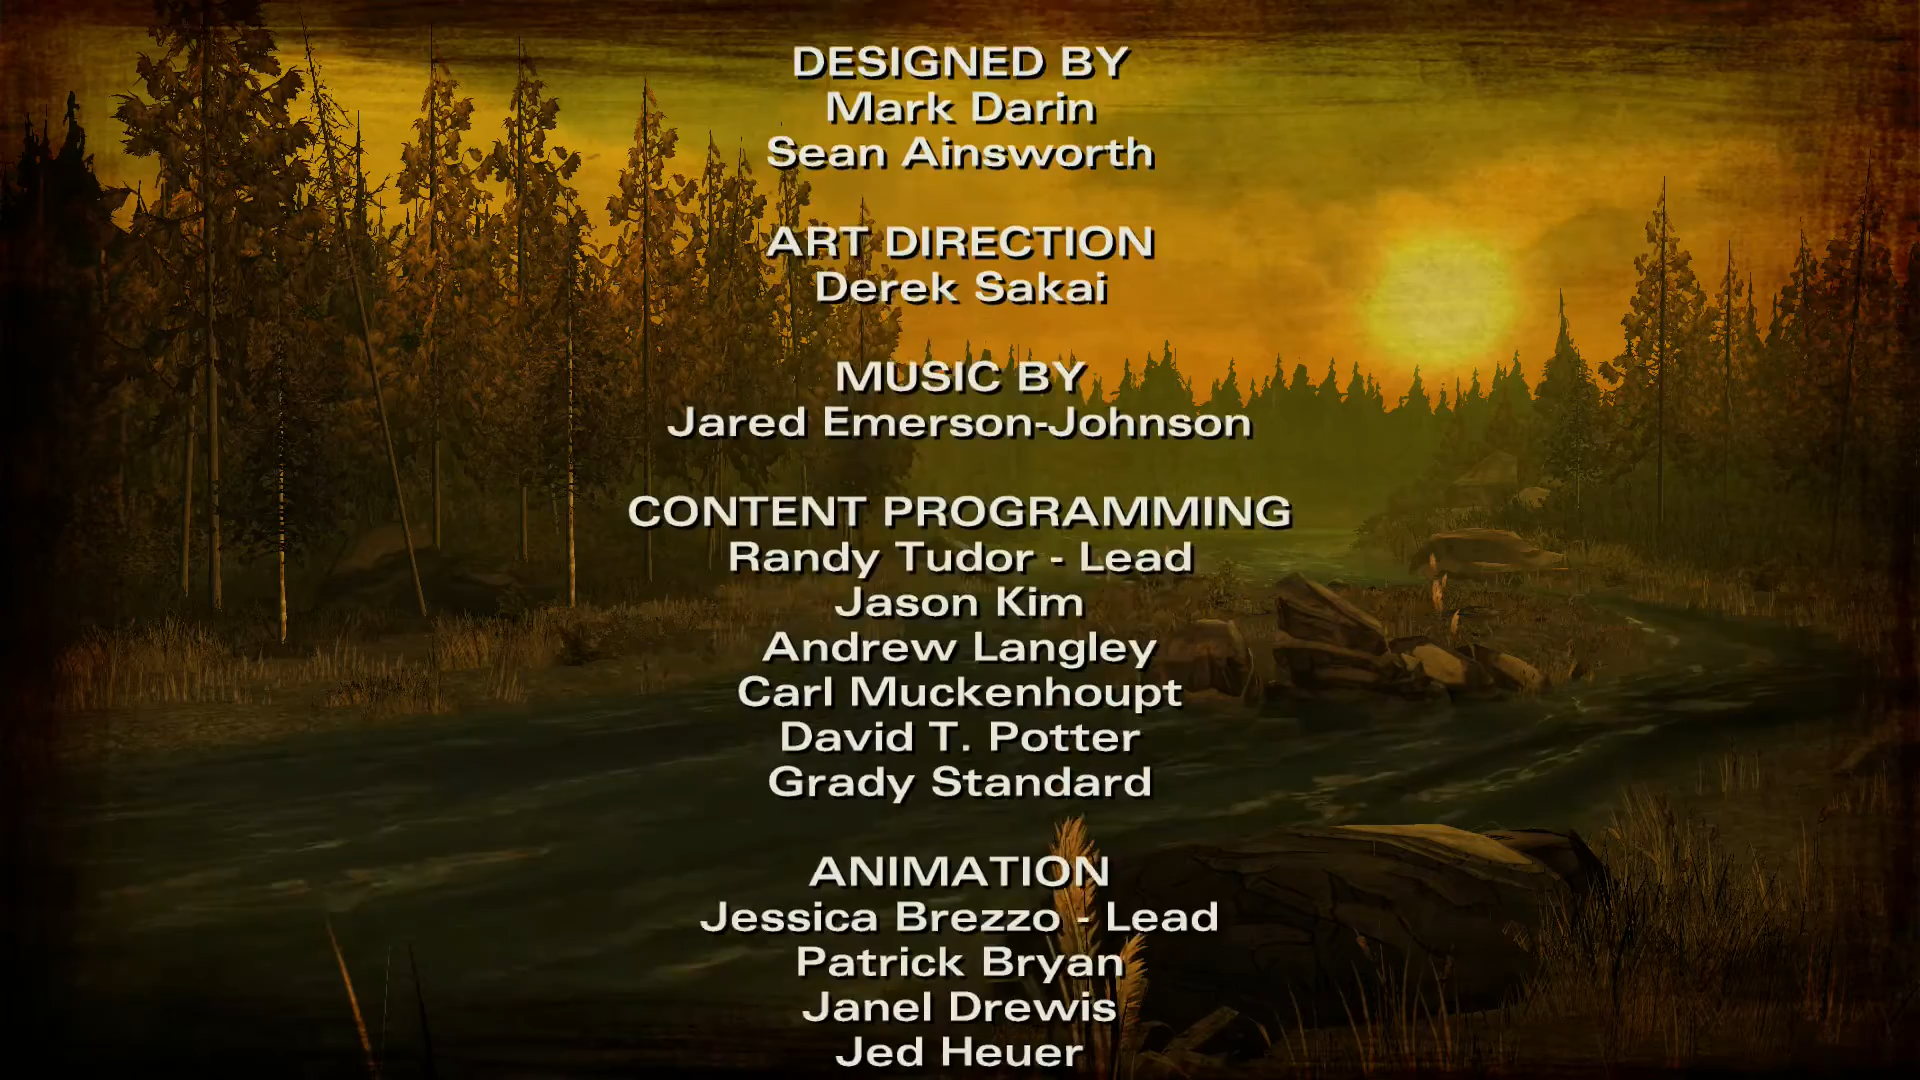 DESIGNED BY
Mark Darin
Sean Ainsworth
ART DIRECTION
Derek Sakai
MUSIC BY
Jared Emerson-Johnson
CONTENT PROGRAMMING
Randy Tudor - Lead
Jason Kim
Andrew Langley
Carl Muckenhoupt
David T. Potter
Grady Standard
ANIMATION
Jessica Brezzo - Lead
Patrick Bryan
Janel Drewis
Jed Heuer